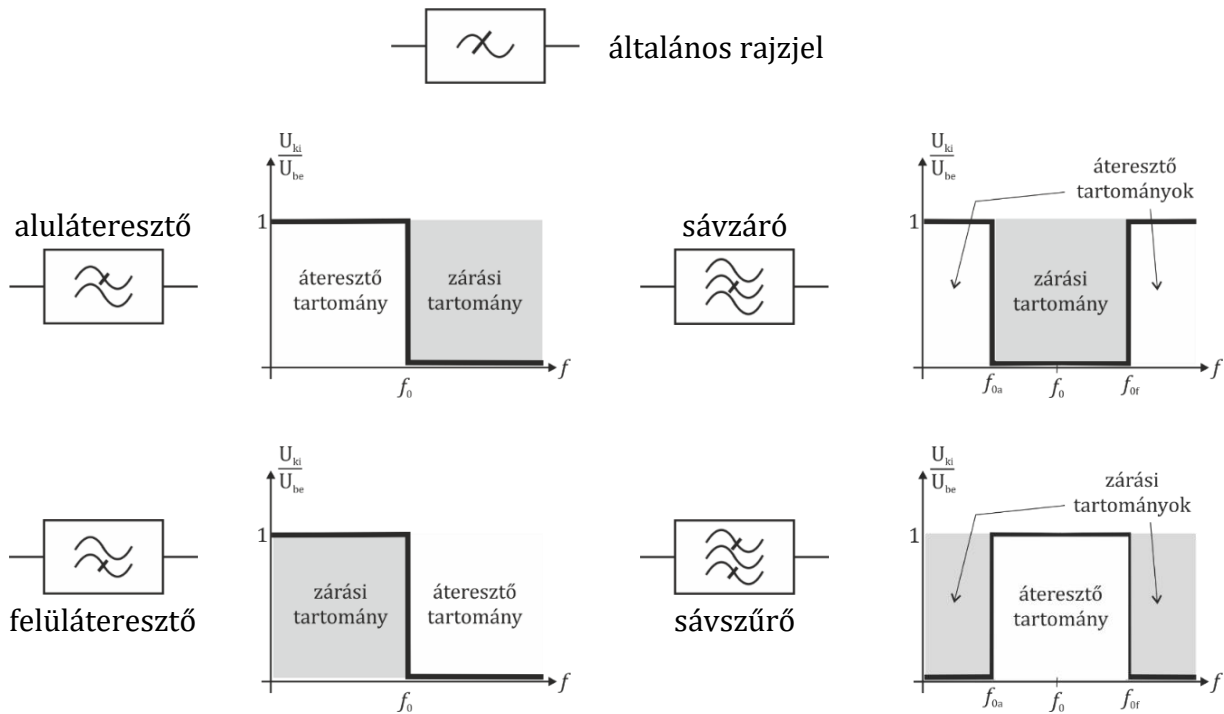 általános rajzjel
aluláteresztő
U_ki
U_be
1
áteresztő
tartomány
zárási
tartomány
f_0
f
sávzáró
U_ki
U_be
1
áteresztő
tartományok
zárási
tartomány
f_0a
f_0
f_0f
f
felüláteresztő
U_ki
U_be
1
zárási
tartomány
áteresztő
tartomány
f_0
f
sávszűrő
U_ki
U_be
1
zárási
tartományok
áteresztő
tartomány
f_0a
f_0
f_0f
f